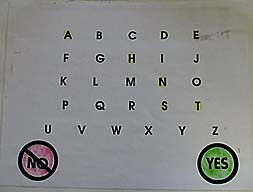 A B C D E
F G H I J
K L M N O
P Q R S T
U V W X Y Z
NO YES